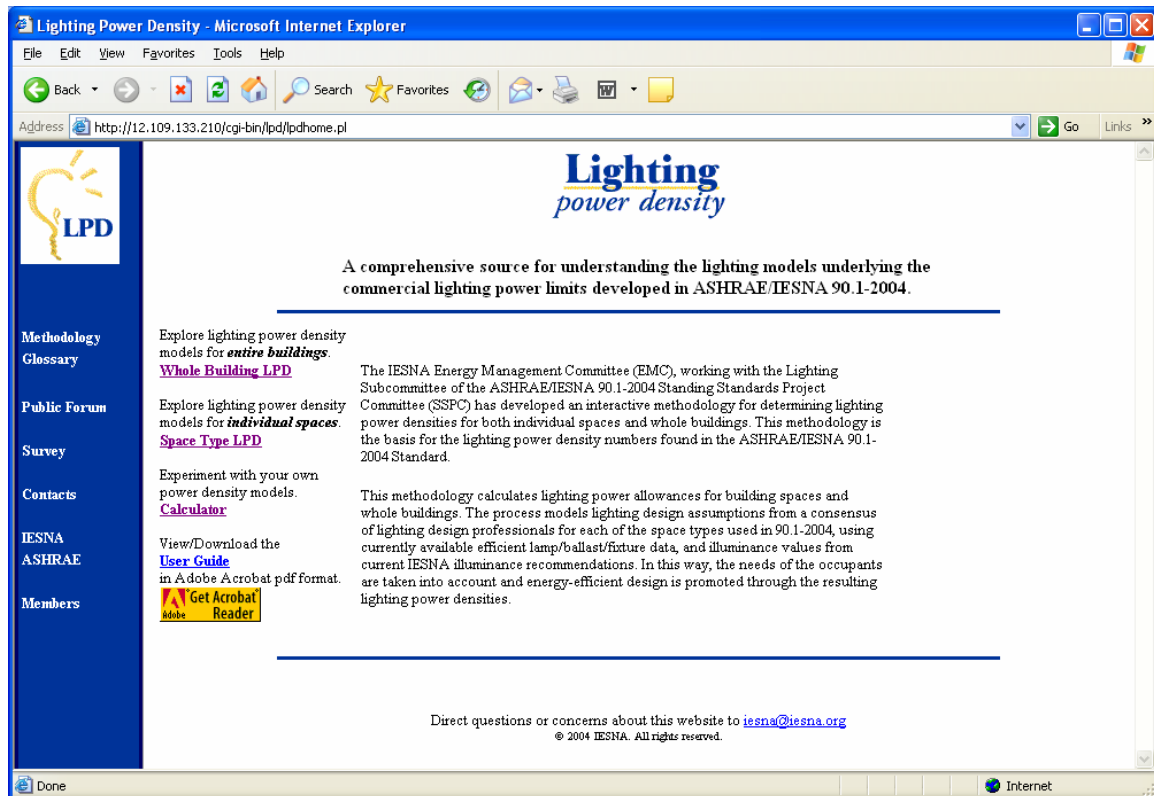 Lighting Power Density - Microsoft Internet Explorer
File Edit View Favorites Tools Help
Back Search Favorites
Address http://12.109.133.210/cgi-bin/lpd/lpdhome.pl Go Links »
LPD
Lighting
power density
A comprehensive source for understanding the lighting models underlying the
commercial lighting power limits developed in ASHRAE/IESNA 90.1-2004.
Methodology
Glossary
Public Forum
Survey
Contacts
IESNA
ASHRAE
Members
Explore lighting power density
models for entire buildings.
Whole Building LPD
Explore lighting power density
models for individual spaces.
Space Type LPD
Experiment with your own
power density models.
Calculator
View/Download the
User Guide
in Adobe Acrobat pdf format.
Get Acrobat
Adobe Reader
The IESNA Energy Management Committee (EMC), working with the Lighting
Subcommittee of the ASHRAE/IESNA 90.1-2004 Standing Standards Project
Committee (SSPC) has developed an interactive methodology for determining lighting
power densities for both individual spaces and whole buildings. This methodology is
the basis for the lighting power density numbers found in the ASHRAE/IESNA 90.1-
2004 Standard.
This methodology calculates lighting power allowances for building spaces and
whole buildings. The process models lighting design assumptions from a consensus
of lighting design professionals for each of the space types used in 90.1-2004, using
currently available efficient lamp/ballast/fixture data, and illuminance values from
current IESNA illuminance recommendations. In this way, the needs of the occupants
are taken into account and energy-efficient design is promoted through the resulting
lighting power densities.
Direct questions or concerns about this website to iesna@iesna.org
© 2004 IESNA. All rights reserved.
Done Internet